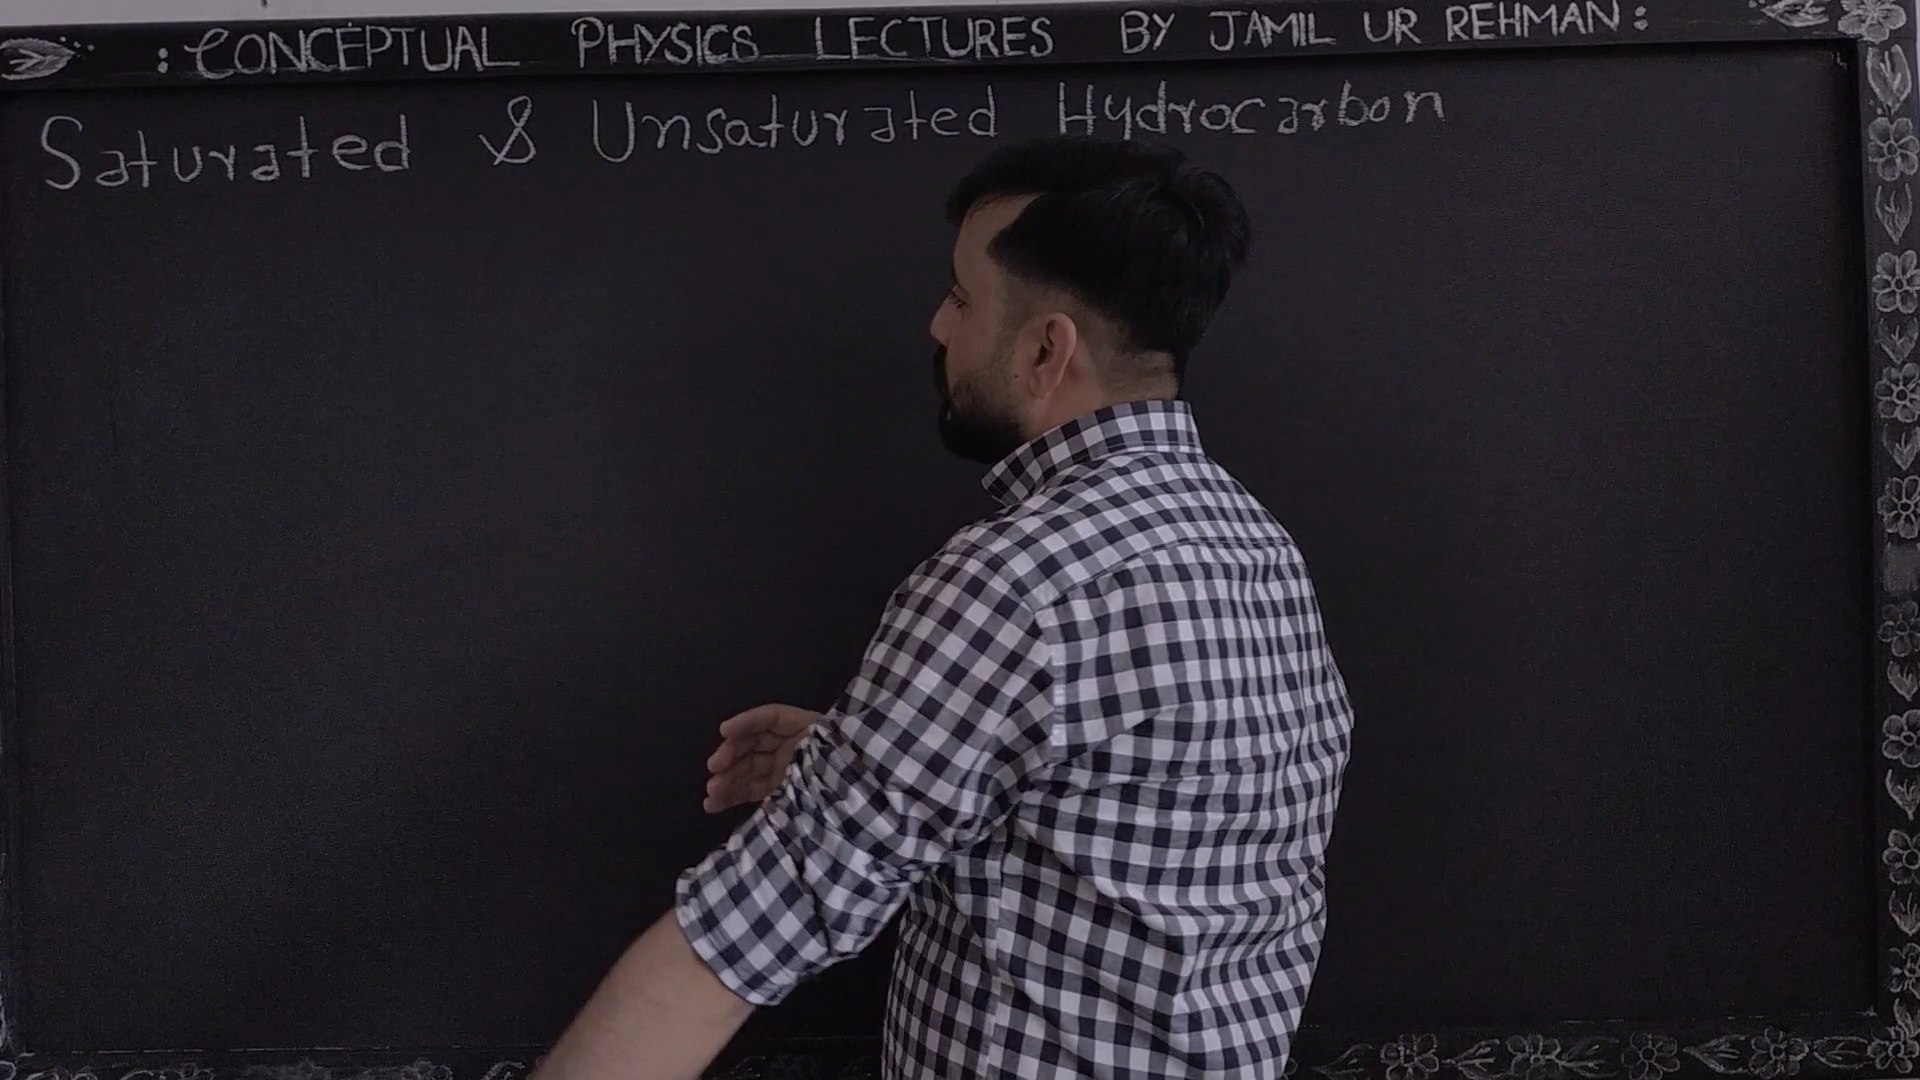 : CONCEPTUAL PHYSICS LECTURES BY JAMIL UR REHMAN :
Saturated & Unsaturated Hydrocarbon